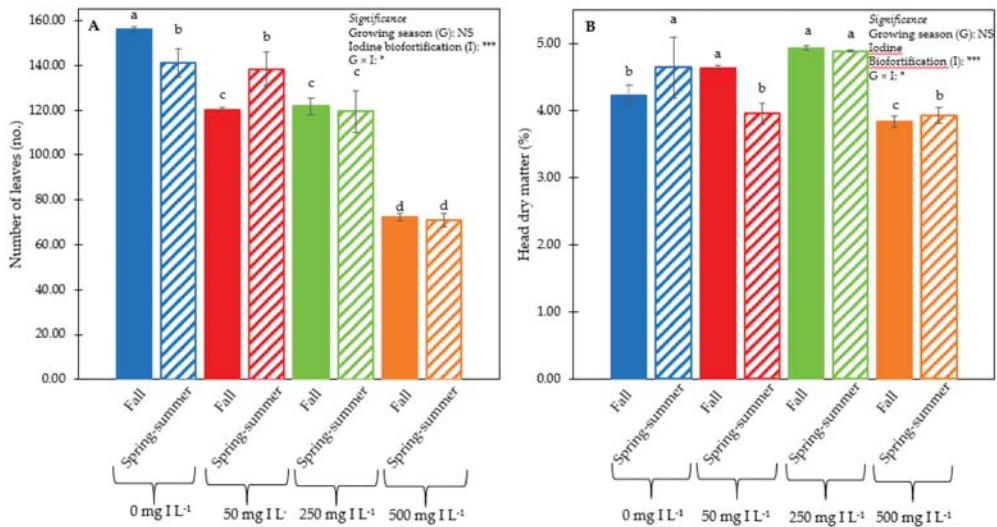 A
Significance
Growing season (G): NS
Iodine biofortification (I): ***
G × I: *
Number of leaves (no.)
160.00
140.00
120.00
100.00
80.00
60.00
40.00
20.00
0.00
a
b
c
b
c
c
d
d
Fall
Spring-summer
Fall
Spring-summer
Fall
Spring-summer
Fall
Spring-summer
0 mg I L⁻¹
50 mg I L⁻
250 mg I L⁻¹
500 mg I L⁻¹
B
Significance
Growing season (G): NS
Iodine
Biofortification (I): ***
G × I: *
Head dry matter (%)
5.00
4.00
3.00
2.00
1.00
0.00
b
a
a
b
a
a
c
b
Fall
Spring-summer
Fall
Spring-summer
Fall
Spring-summer
Fall
Spring-summer
0 mg I L⁻¹
50 mg I L⁻¹
250 mg I L⁻¹
500 mg I L⁻¹